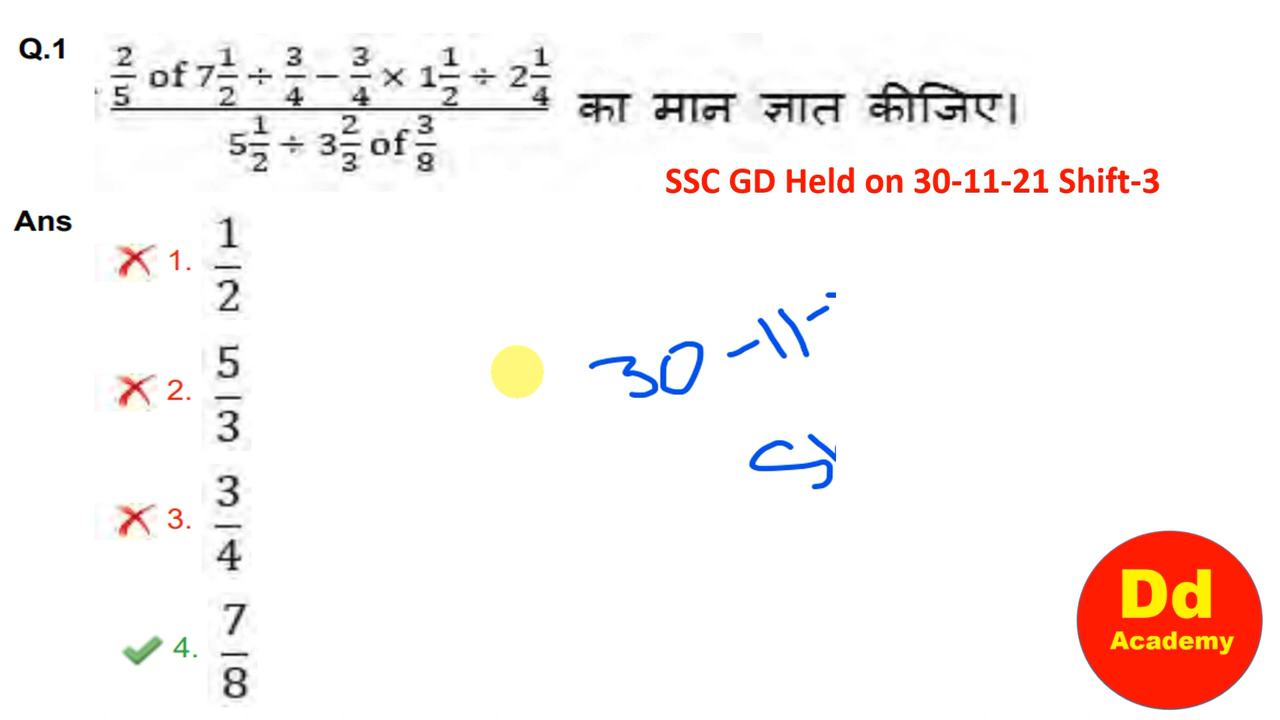 Q.1 2/5 of 7 1/2 ÷ 3/4 − 3/4 × 1 1/2 ÷ 2 1/4 का मान ज्ञात कीजिए।
5 1/2 ÷ 3 2/3 of 3/8
SSC GD Held on 30-11-21 Shift-3
Ans
1. 1/2
2. 5/3
30-11-
3. 3/4
4. 7/8
Dd
Academy